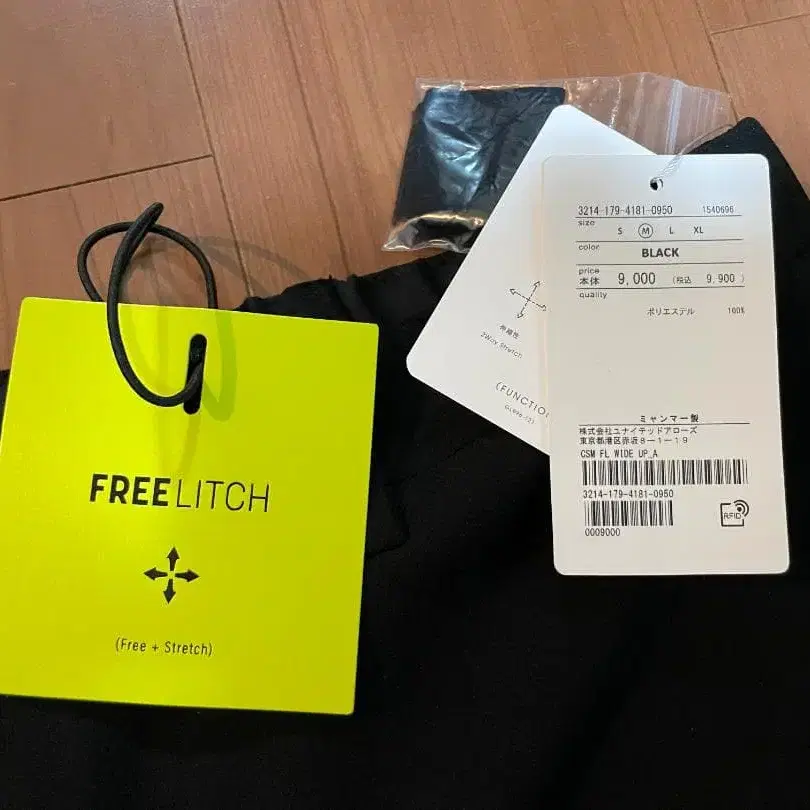 FREELITCH
(Free + Stretch)
伸縮性
2Way Stretch
(FUNCTION
3214-179-4181-0950 1540696
size
S M L XL
color
BLACK
price
本体 9,000 (税込 9,900)
quality
ポリエステル 100%
ミャンマー製
株式会社ユナイテッドアローズ
東京都港区赤坂8-1-19
CSM FL WIDE UP_A
3214-179-4181-0950
RFID
0009000